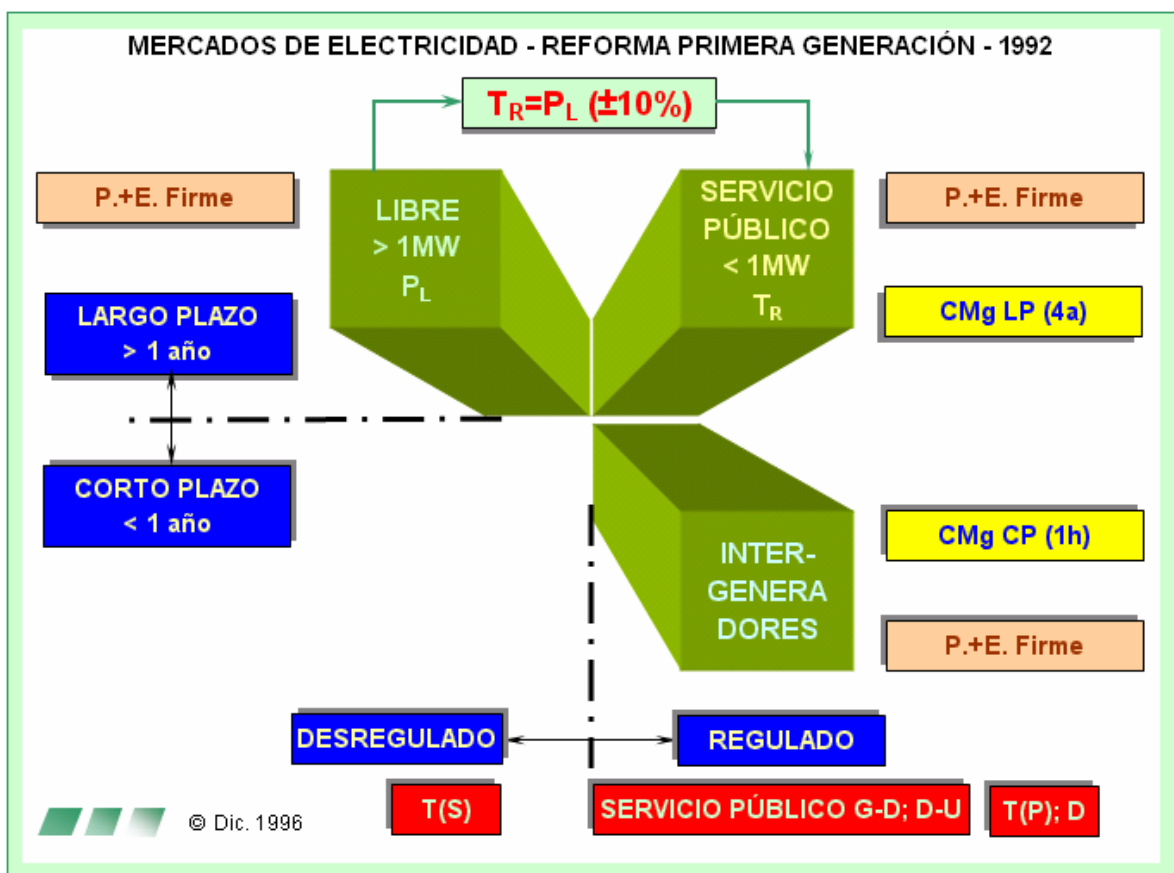 MERCADOS DE ELECTRICIDAD - REFORMA PRIMERA GENERACIÓN - 1992
TR=PL (±10%)
P.+E. Firme
LIBRE
> 1MW
PL
SERVICIO
PÚBLICO
< 1MW
TR
P.+E. Firme
LARGO PLAZO
> 1 año
CMg LP (4a)
CORTO PLAZO
< 1 año
CMg CP (1h)
INTER-
GENERA
DORES
P.+E. Firme
DESREGULADO
REGULADO
T(S)
SERVICIO PÚBLICO G-D; D-U
T(P); D
© Dic. 1996